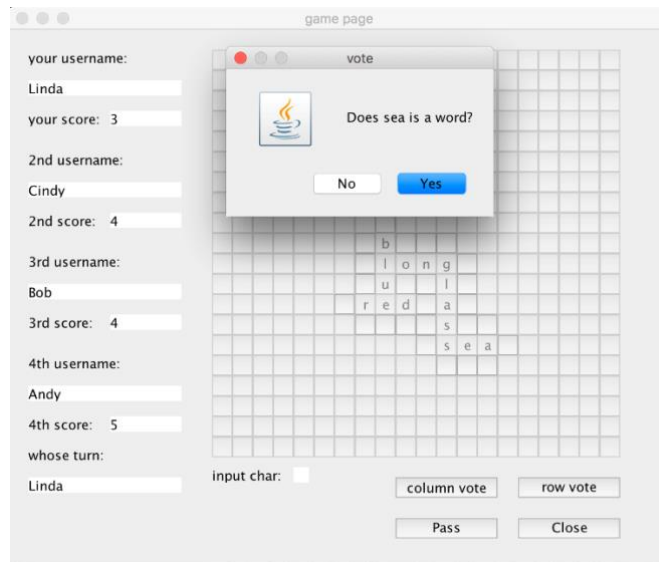 game page
your username:
Linda
your score: 3
2nd username:
Cindy
2nd score: 4
3rd username:
Bob
3rd score: 4
4th username:
Andy
4th score: 5
whose turn:
Linda
vote
Does sea is a word?
No Yes
b
l o n g
u l
r e d a
s
s e a
input char:
column vote row vote
Pass Close